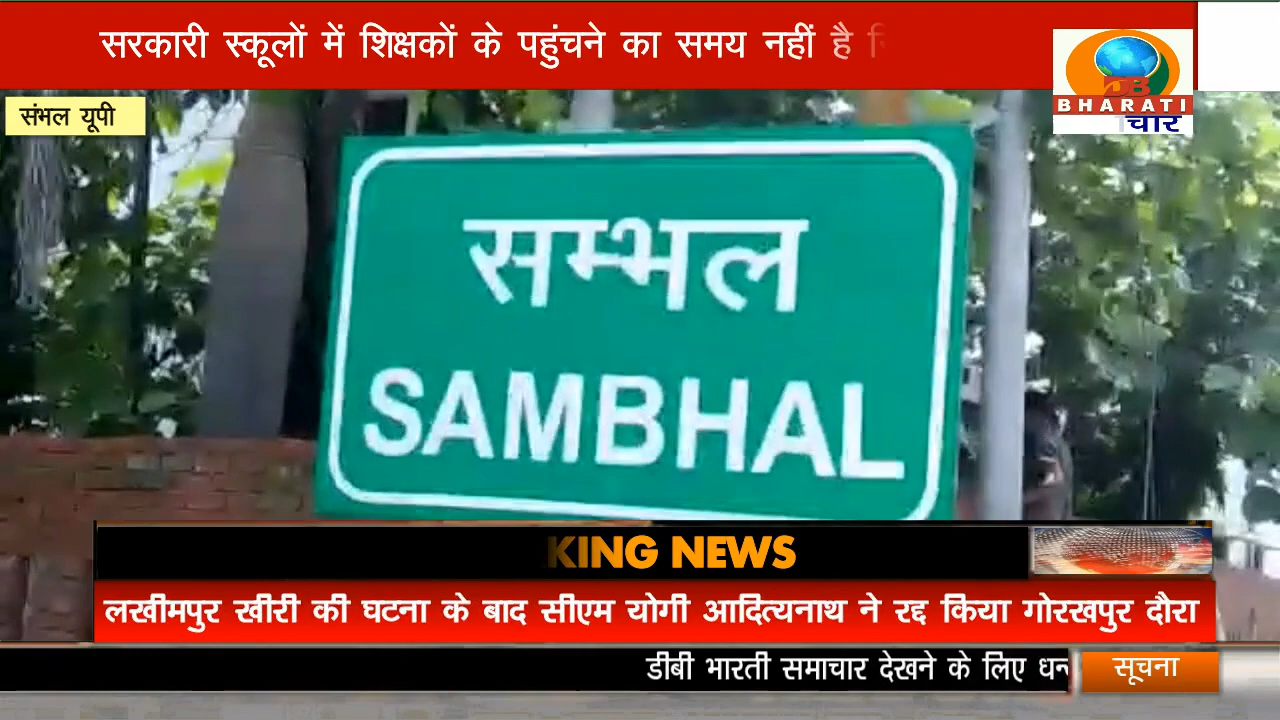 सरकारी स्कूलों में शिक्षकों के पहुंचने का समय नहीं है
DB
BHARATI
चार
संभल यूपी
सम्भल
SAMBHAL
KING NEWS
लखीमपुर खीरी की घटना के बाद सीएम योगी आदित्यनाथ ने रद्द किया गोरखपुर दौरा
डीबी भारती समाचार देखने के लिए
सूचना